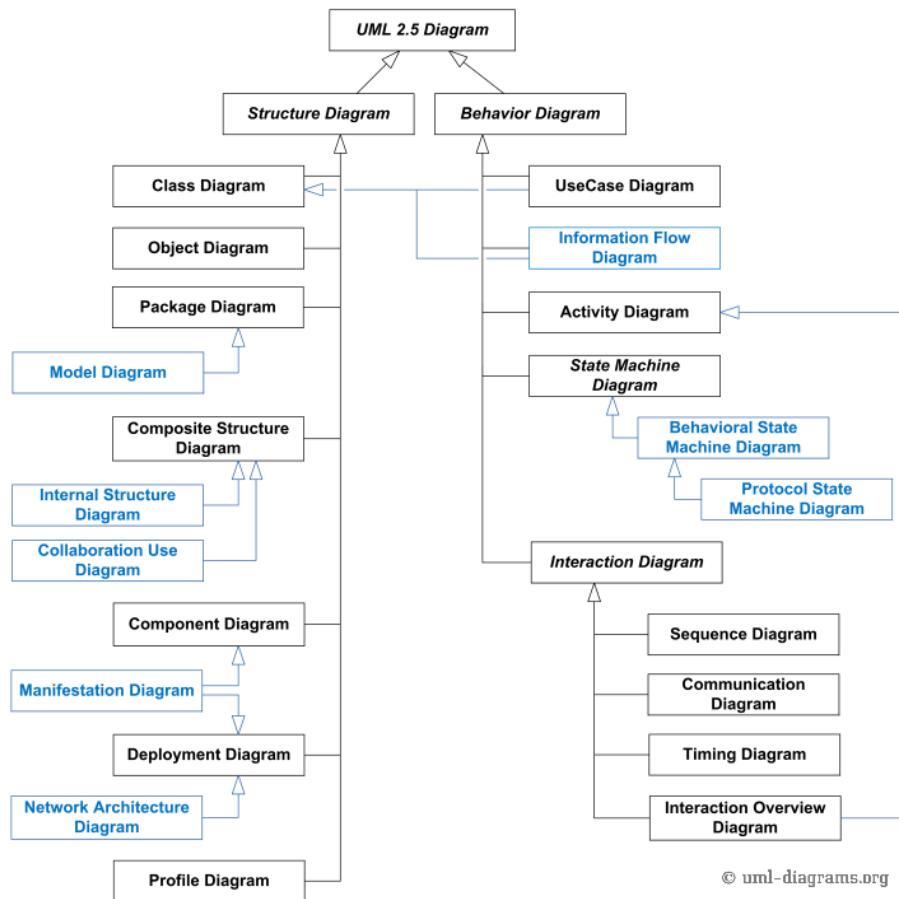 UML 2.5 Diagram
Structure Diagram
Behavior Diagram
Class Diagram
UseCase Diagram
Object Diagram
Information Flow
Diagram
Package Diagram
Activity Diagram
Model Diagram
State Machine
Diagram
Composite Structure
Diagram
Behavioral State
Machine Diagram
Internal Structure
Diagram
Protocol State
Machine Diagram
Collaboration Use
Diagram
Interaction Diagram
Component Diagram
Sequence Diagram
Manifestation Diagram
Communication
Diagram
Deployment Diagram
Timing Diagram
Network Architecture
Diagram
Interaction Overview
Diagram
Profile Diagram
© uml-diagrams.org